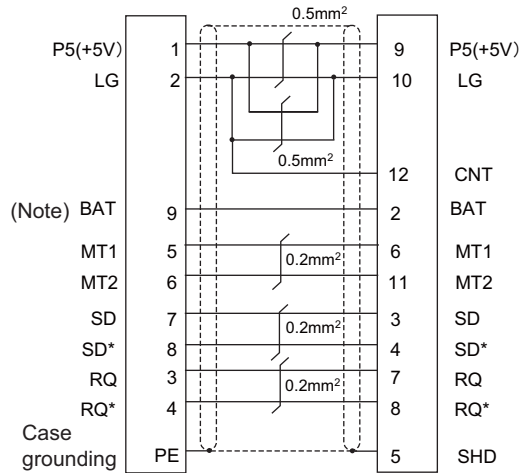 0.5mm²
P5(+5V) 1 9 P5(+5V)
LG 2 10 LG
0.5mm²
12 CNT
(Note) BAT 9 2 BAT
MT1 5 6 MT1
0.2mm²
MT2 6 11 MT2
SD 7 3 SD
0.2mm²
SD* 8 4 SD*
RQ 3 7 RQ
0.2mm²
RQ* 4 8 RQ*
Case
grounding PE 5 SHD